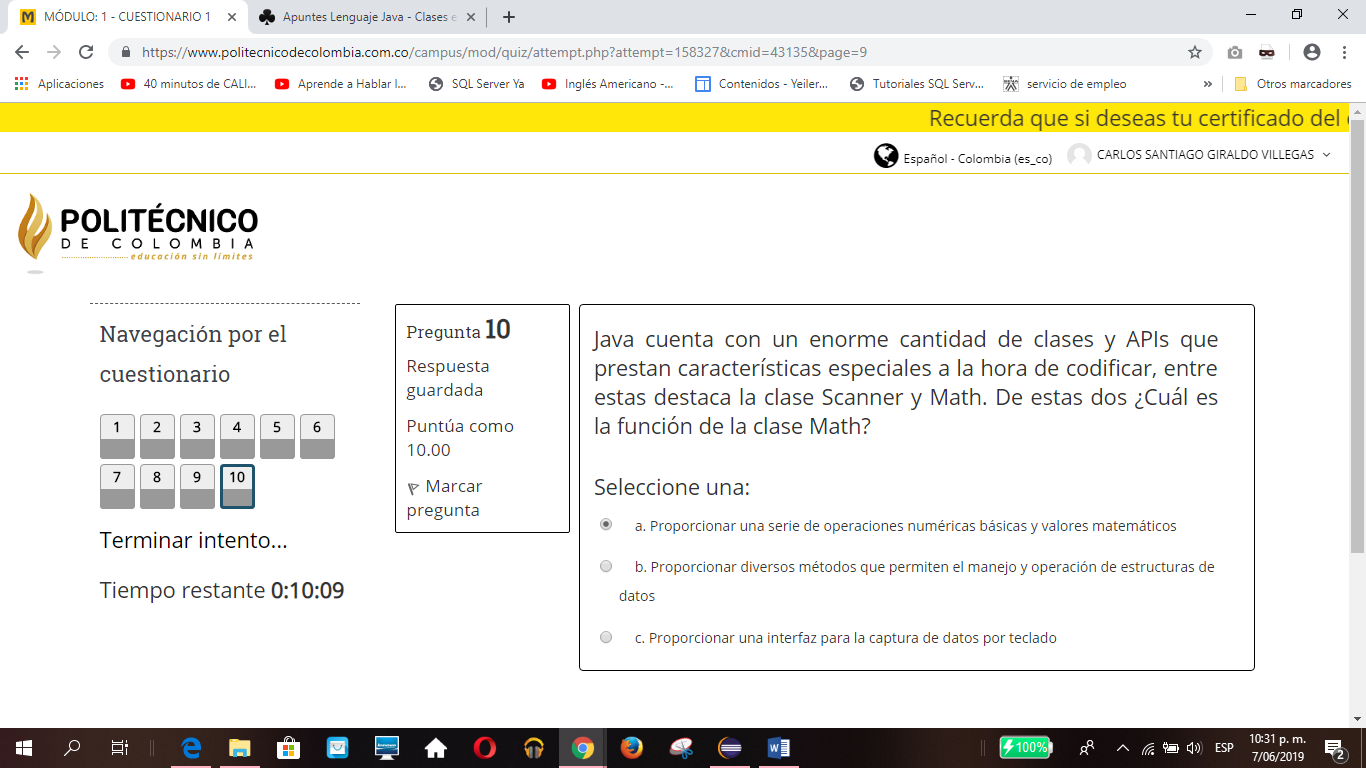 MÓDULO: 1 - CUESTIONARIO 1
Apuntes Lenguaje Java - Clases e
https://www.politecnicodecolombia.com.co/campus/mod/quiz/attempt.php?attempt=158327&cmid=43135&page=9
Aplicaciones
40 minutos de CALI...
Aprende a Hablar I...
SQL Server Ya
Inglés Americano -...
Contenidos - Yeiler...
Tutoriales SQL Serv...
servicio de empleo
»
Otros marcadores
Recuerda que si deseas tu certificado del
Español - Colombia (es_co)
CARLOS SANTIAGO GIRALDO VILLEGAS
POLITÉCNICO
DE COLOMBIA
educación sin límites
Navegación por el
cuestionario
1 2 3 4 5 6
7 8 9 10
Terminar intento...
Tiempo restante 0:10:09
Pregunta 10
Respuesta
guardada
Puntúa como
10.00
Marcar
pregunta
Java cuenta con un enorme cantidad de clases y APIs que
prestan características especiales a la hora de codificar, entre
estas destaca la clase Scanner y Math. De estas dos ¿Cuál es
la función de la clase Math?
Seleccione una:
a. Proporcionar una serie de operaciones numéricas básicas y valores matemáticos
b. Proporcionar diversos métodos que permiten el manejo y operación de estructuras de
datos
c. Proporcionar una interfaz para la captura de datos por teclado
100%
ESP
10:31 p. m.
7/06/2019
2